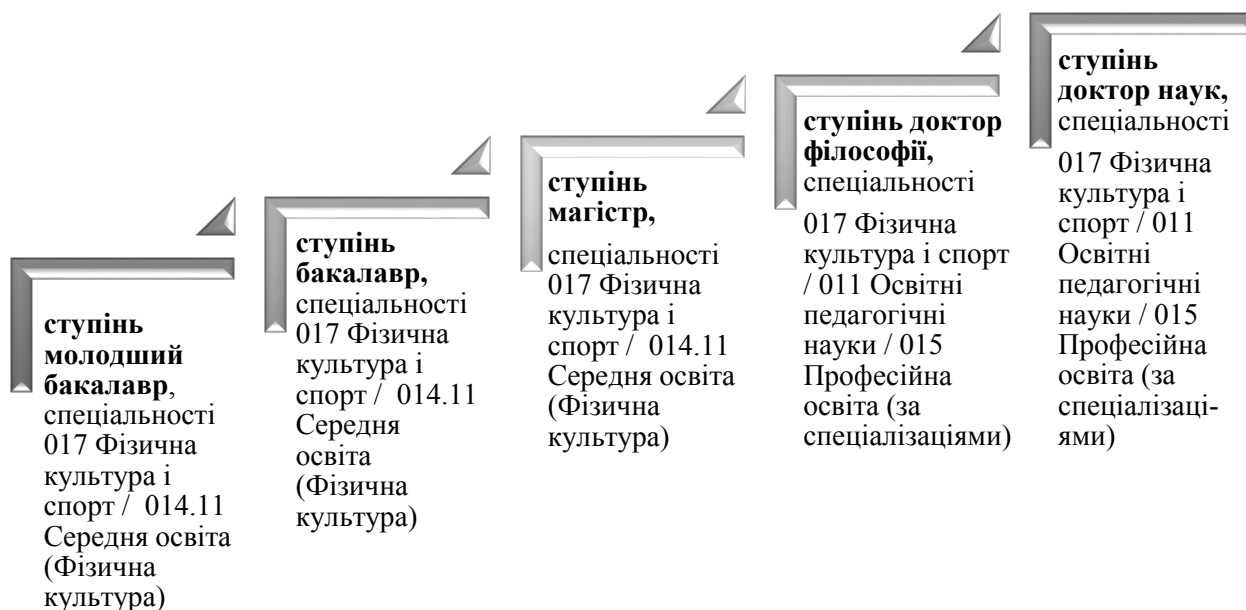 ступінь
молодший
бакалавр,
спеціальності
017 Фізична
культура і
спорт / 014.11
Середня освіта
(Фізична
культура)
ступінь
бакалавр,
спеціальності
017 Фізична
культура і
спорт / 014.11
Середня
освіта
(Фізична
культура)
ступінь
магістр,
спеціальності
017 Фізична
культура і
спорт / 014.11
Середня освіта
(Фізична
культура)
ступінь доктор
філософії,
спеціальності
017 Фізична
культура і спорт
/ 011 Освітні
педагогічні
науки / 015
Професійна
освіта (за
спеціалізаціями)
ступінь
доктор наук,
спеціальності
017 Фізична
культура і
спорт / 011
Освітні
педагогічні
науки / 015
Професійна
освіта (за
спеціалізаці-
ями)